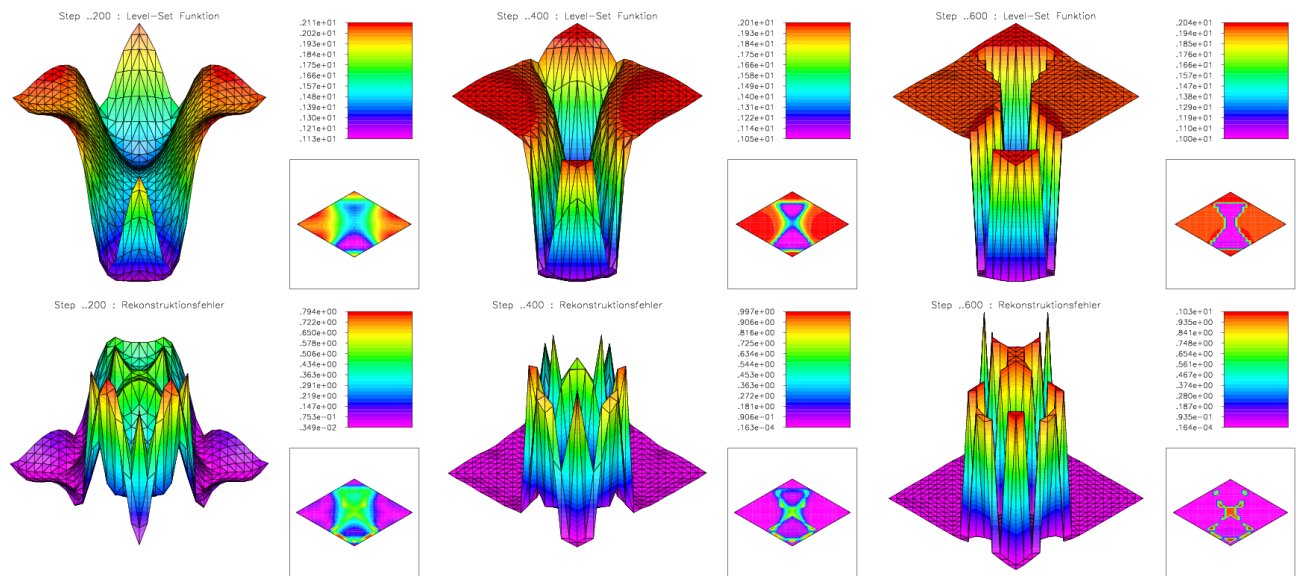 Step ..200 : Level-Set Funktion
.211e+01
.202e+01
.193e+01
.184e+01
.175e+01
.166e+01
.157e+01
.148e+01
.139e+01
.130e+01
.121e+01
.113e+01
Step ..400 : Level-Set Funktion
.201e+01
.192e+01
.184e+01
.175e+01
.166e+01
.157e+01
.149e+01
.140e+01
.131e+01
.122e+01
.114e+01
.105e+01
Step ..600 : Level-Set Funktion
.204e+01
.194e+01
.185e+01
.176e+01
.166e+01
.157e+01
.147e+01
.138e+01
.129e+01
.119e+01
.110e+01
.100e+01
Step ..200 : Rekonstruktionsfehler
.794e+00
.722e+00
.650e+00
.578e+00
.506e+00
.434e+00
.363e+00
.291e+00
.219e+00
.147e+00
.753e-01
.349e-02
Step ..400 : Rekonstruktionsfehler
.997e+00
.906e+00
.816e+00
.725e+00
.634e+00
.544e+00
.453e+00
.363e+00
.272e+00
.181e+00
.906e-01
.163e-04
Step ..600 : Rekonstruktionsfehler
.103e+01
.935e+00
.841e+00
.748e+00
.654e+00
.561e+00
.467e+00
.374e+00
.280e+00
.187e+00
.935e-01
.164e-04